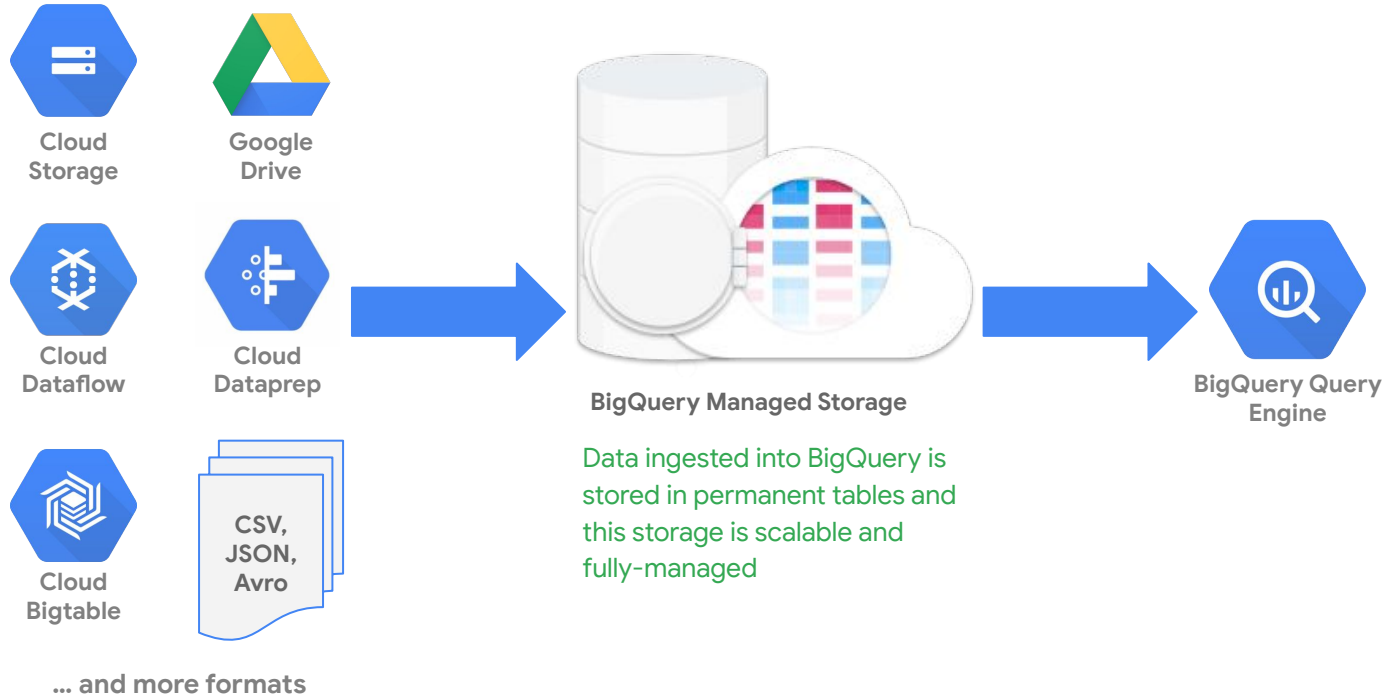 Cloud
Storage
Google
Drive
Cloud
Dataflow
Cloud
Dataprep
Cloud
Bigtable
CSV,
JSON,
Avro
... and more formats
BigQuery Managed Storage
Data ingested into BigQuery is
stored in permanent tables and
this storage is scalable and
fully-managed
BigQuery Query
Engine